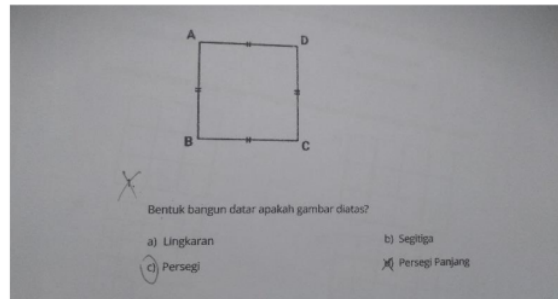 A D
B C
Bentuk bangun datar apakah gambar diatas?
a) Lingkaran b) Segitiga
c) Persegi d) Persegi Panjang